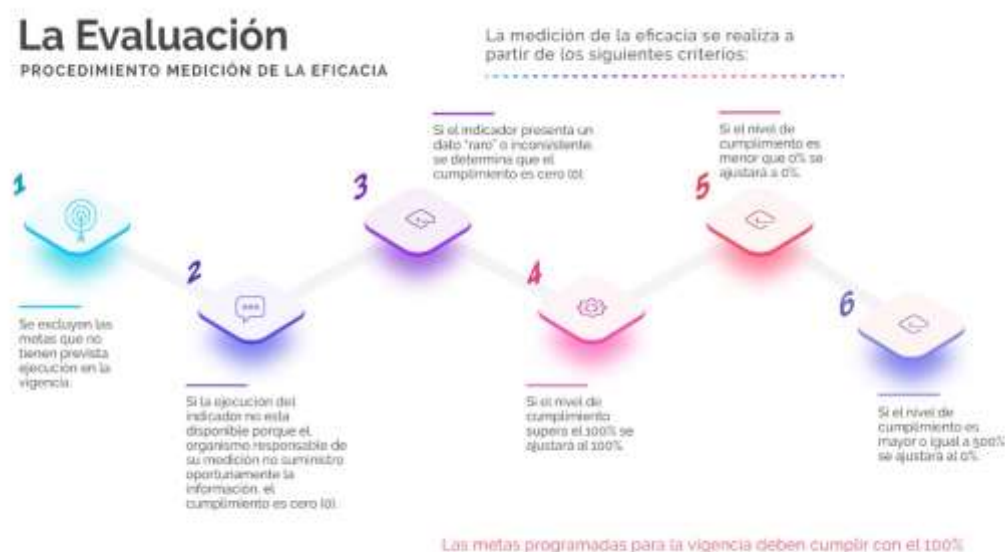 La Evaluación
PROCEDIMIENTO MEDICIÓN DE LA EFICACIA
La medición de la eficacia se realiza a
partir de los siguientes criterios:
1
Se excluyen las
metas que no
tienen prevista
ejecución en la
vigencia.
2
Si la ejecución del
indicador no esta
disponible porque el
organismo responsable de
su medición no suministro
oportunamente la
información, el
cumplimiento es cero (0).
3
Si el indicador presenta un
dato "raro" o inconsistente,
se determina que el
cumplimiento es cero (0)
4
Si el nivel de
cumplimiento
supera el 100% se
ajustará al 100%
5
Si el nivel de
cumplimiento es
menor que 0% se
ajustará a 0%.
6
Si el nivel de
cumplimiento es
mayor o igual a 500%
se ajustará al 0%.
Las metas programadas para la vigencia deben cumplir con el 100%